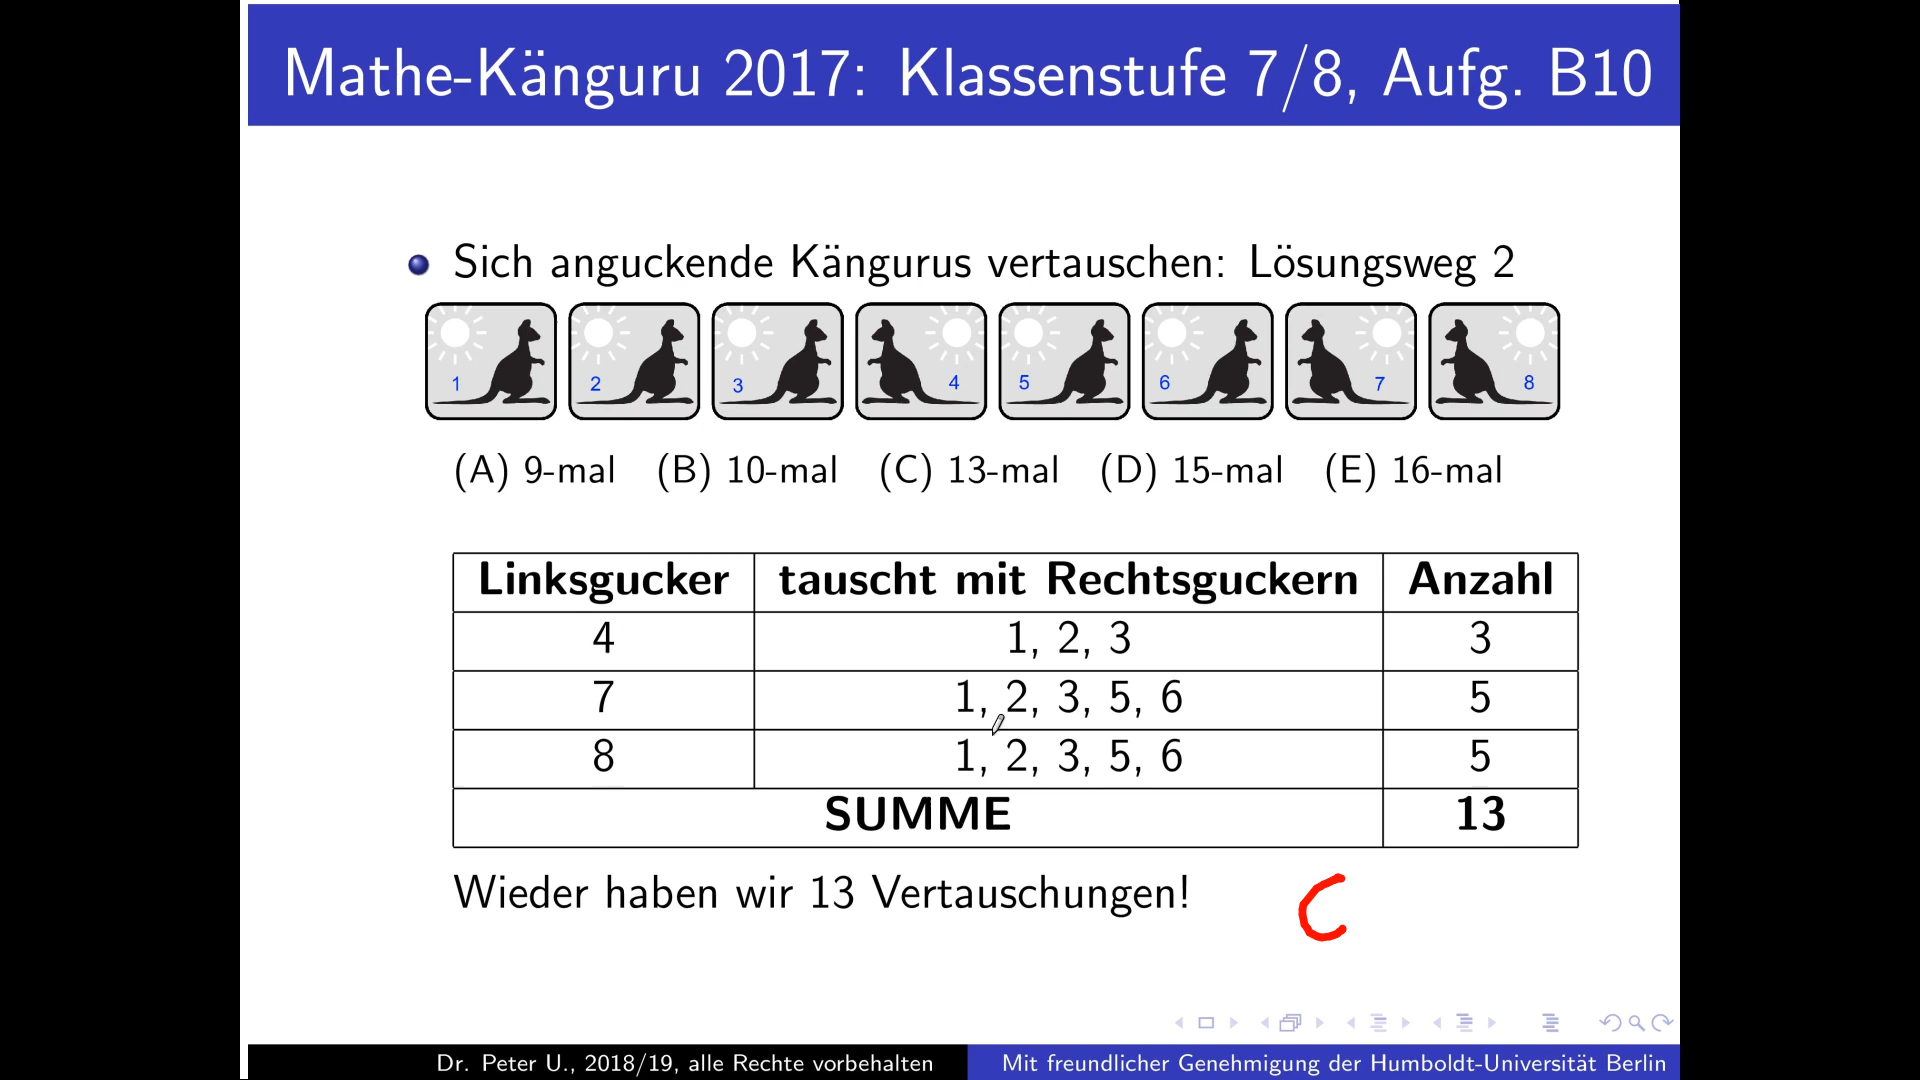 Mathe-Känguru 2017: Klassenstufe 7/8, Aufg. B10
Sich anguckende Kängurus vertauschen: Lösungsweg 2
1 2 3 4 5 6 7 8
(A) 9-mal (B) 10-mal (C) 13-mal (D) 15-mal (E) 16-mal
Linksgucker tauscht mit Rechtsguckern Anzahl
4 1, 2, 3 3
7 1, 2, 3, 5, 6 5
8 1, 2, 3, 5, 6 5
SUMME 13
Wieder haben wir 13 Vertauschungen! C
Dr. Peter U., 2018/19, alle Rechte vorbehalten Mit freundlicher Genehmigung der Humboldt-Universität Berlin